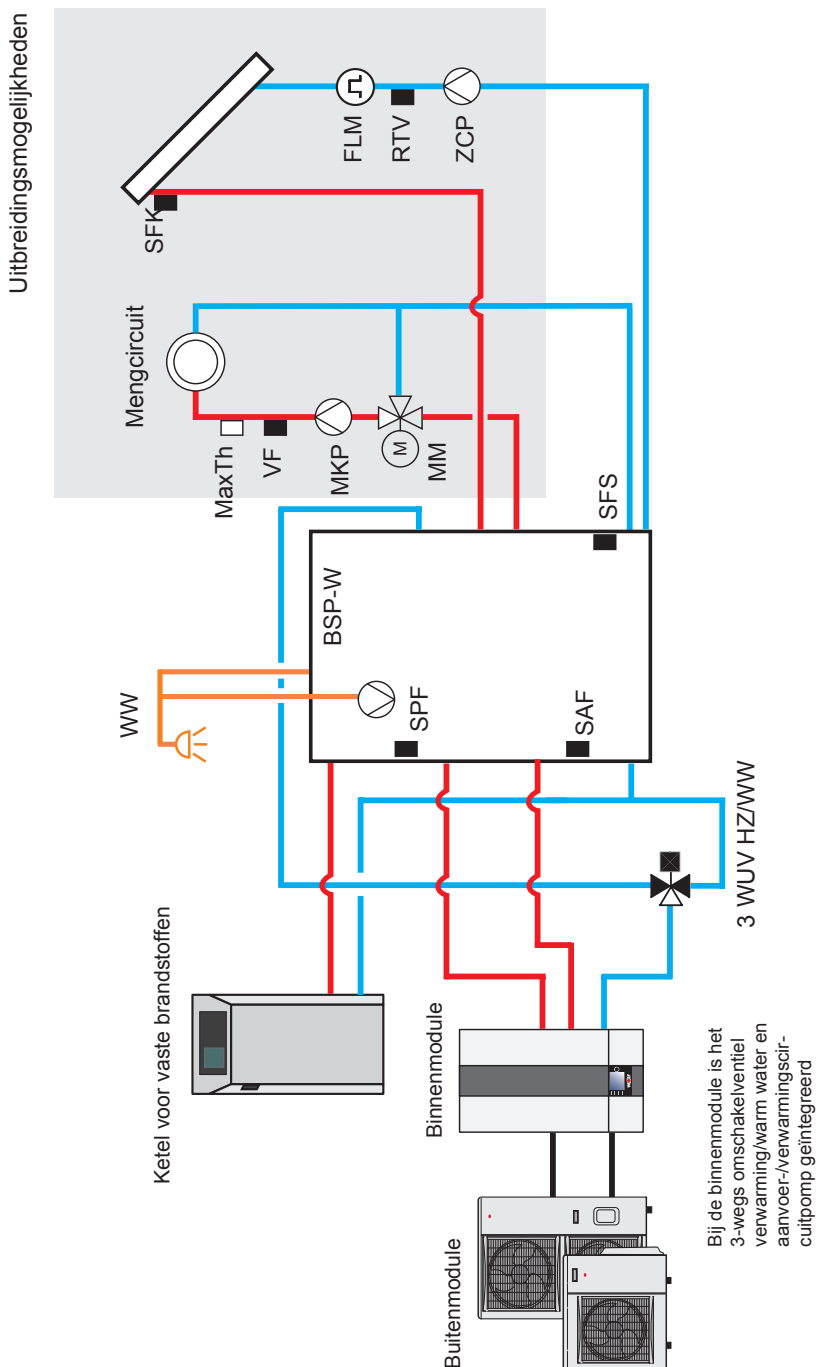 Uitbreidingsmogelijkheden
SFK
FLM
RTV
ZCP
Mengcircuit
MaxTh
VF
MKP
M
MM
WW
BSP-W
SPF
SAF
SFS
Ketel voor vaste brandstoffen
3 WUV HZ/WW
Binnenmodule
Buitenmodule
Bij de binnenmodule is het
3-wegs omschakelventiel
verwarming/warm water en
aanvoer-/verwarmingscir-
cuitpomp geïntegreerd